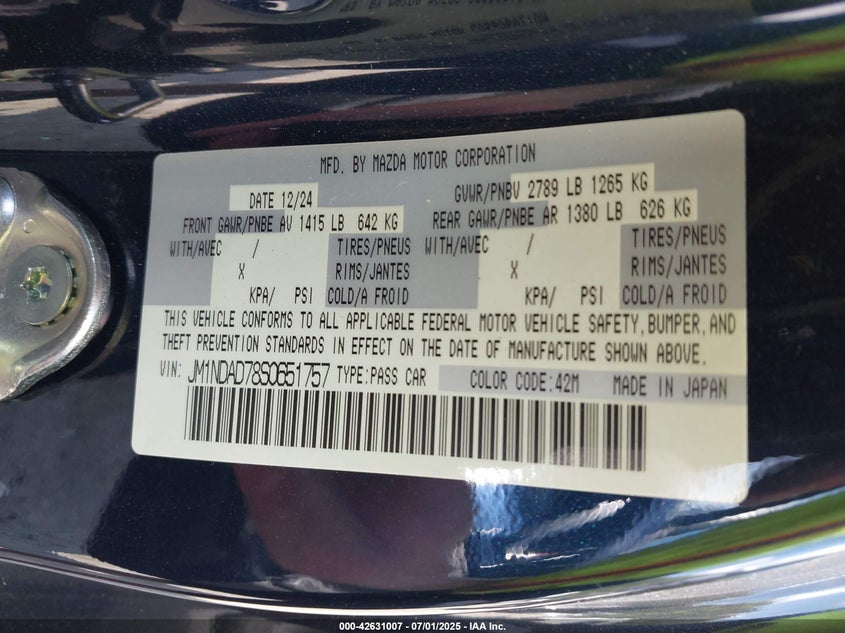 MFD. BY MAZDA MOTOR CORPORATION
DATE 12/24 GVWR/PNBV 2789 LB 1265 KG
FRONT GAWR/PNBE AV 1415 LB 642 KG REAR GAWR/PNBE AR 1380 LB 626 KG
WITH/AVEC / TIRES/PNEUS WITH/AVEC / TIRES/PNEUS
X RIMS/JANTES X RIMS/JANTES
KPA/ PSI COLD/A FROID KPA/ PSI COLD/A FROID
THIS VEHICLE CONFORMS TO ALL APPLICABLE FEDERAL MOTOR VEHICLE SAFETY, BUMPER, AND
THEFT PREVENTION STANDARDS IN EFFECT ON THE DATE OF MANUFACTURE SHOWN ABOVE.
VIN: JM1NDAD78S0651757 TYPE:PASS CAR COLOR CODE:42M MADE IN JAPAN
000-42631007 - 07/01/2025 - IAA Inc.